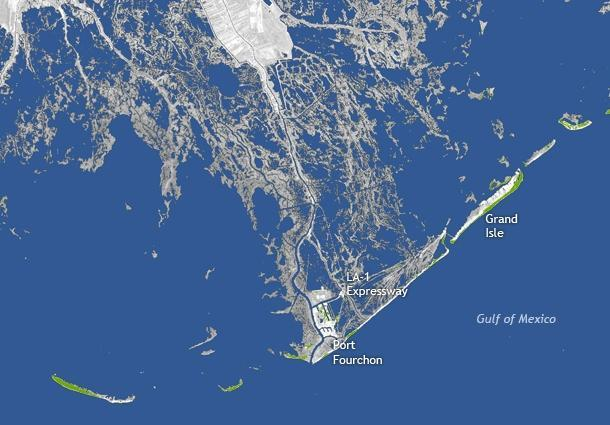 Grand
Isle
LA-1
Expressway
Gulf of Mexico
Port
Fourchon